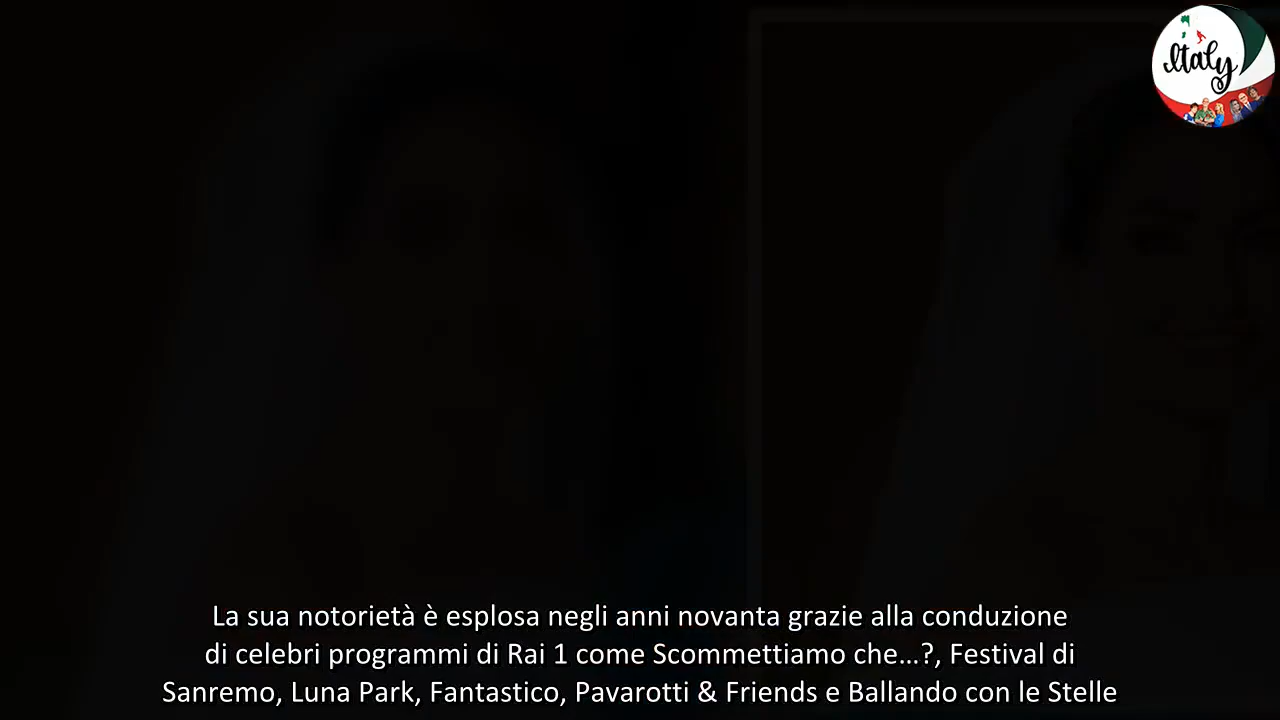 Italy
La sua notorietà è esplosa negli anni novanta grazie alla conduzione
di celebri programmi di Rai 1 come Scommettiamo che…?, Festival di
Sanremo, Luna Park, Fantastico, Pavarotti & Friends e Ballando con le Stelle